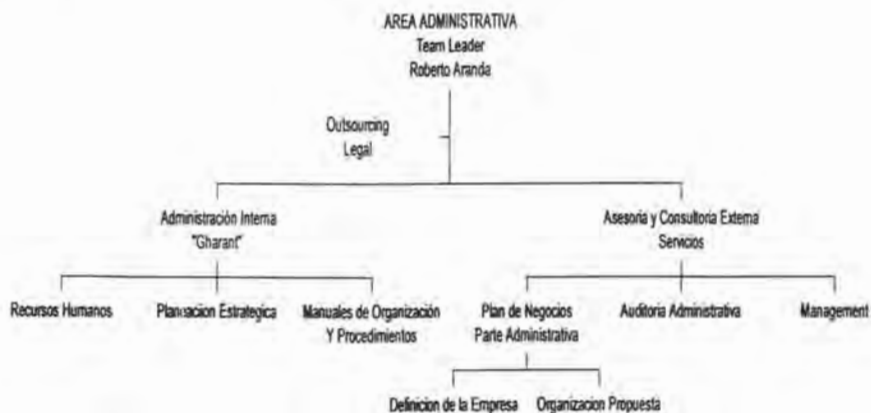 AREA ADMINISTRATIVA
Team Leader
Roberto Aranda
Outsourcing
Legal
Administración Interna
"Gharant"
Asesoria y Consultoria Externa
Servicios
Recursos Humanos
Planeacion Estrategica
Manuales de Organización
Y Procedimientos
Plan de Negocios
Parte Administrativa
Auditoria Administrativa
Management
Definicion de la Empresa
Organizacion Propuesta